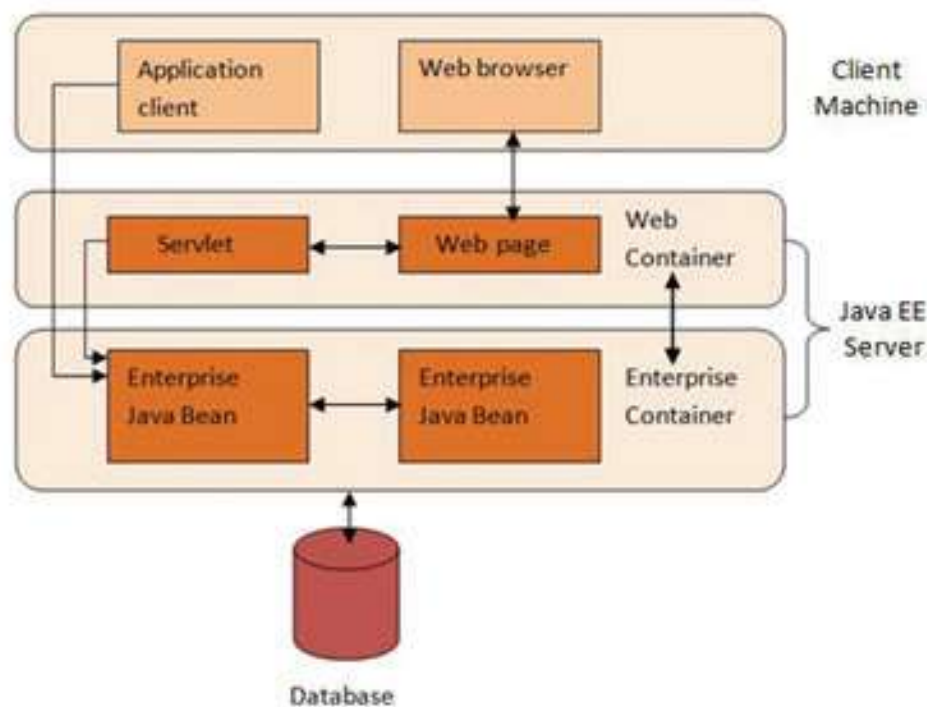 Application
client
Web browser
Client
Machine
Servlet
Web page
Web
Container
Java EE
Server
Enterprise
Java Bean
Enterprise
Java Bean
Enterprise
Container
Database